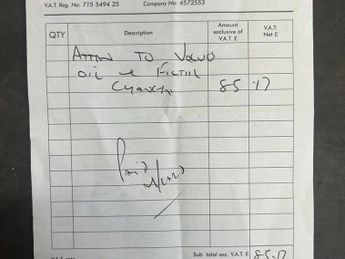 V.A.T. Reg. No: 715 5494 25 Company No: 4572553
QTY Description Amount exclusive of V.A.T. £ V.A.T. Net £
Attn To Volvo
oil & Filter
Change 85 17
Paid
Sub total exc. V.A.T. £ 85.17